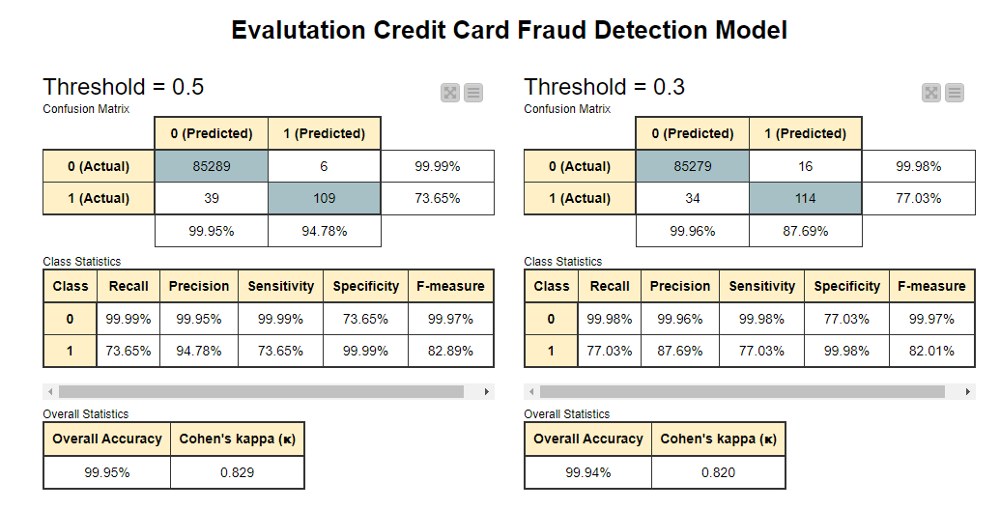 Evalutation Credit Card Fraud Detection Model
Threshold = 0.5
Confusion Matrix
0 (Predicted) 1 (Predicted)
0 (Actual) 85289 6 99.99%
1 (Actual) 39 109 73.65%
99.95% 94.78%
Class Statistics
Class Recall Precision Sensitivity Specificity F-measure
0 99.99% 99.95% 99.99% 73.65% 99.97%
1 73.65% 94.78% 73.65% 99.99% 82.89%
Overall Statistics
Overall Accuracy Cohen's kappa (κ)
99.95% 0.829
Threshold = 0.3
Confusion Matrix
0 (Predicted) 1 (Predicted)
0 (Actual) 85279 16 99.98%
1 (Actual) 34 114 77.03%
99.96% 87.69%
Class Statistics
Class Recall Precision Sensitivity Specificity F-measure
0 99.98% 99.96% 99.98% 77.03% 99.97%
1 77.03% 87.69% 77.03% 99.98% 82.01%
Overall Statistics
Overall Accuracy Cohen's kappa (κ)
99.94% 0.820